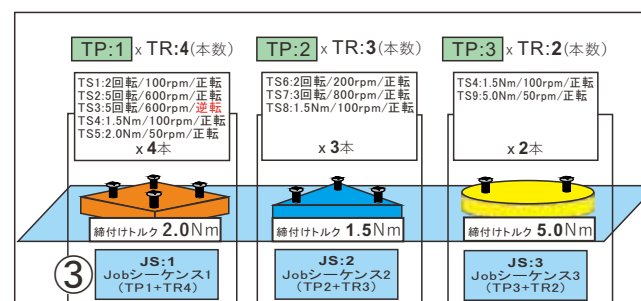 TP:1 x TR:4(本数)
TS1:2回転/100rpm/正転
TS2:5回転/600rpm/正転
TS3:5回転/600rpm/逆転
TS4:1.5Nm/100rpm/正転
TS5:2.0Nm/50rpm/正転
x 4本
締付けトルク 2.0Nm
③
JS:1
Jobシーケンス1
(TP1+TR4)
TP:2 x TR:3(本数)
TS6:2回転/200rpm/正転
TS7:3回転/800rpm/正転
TS8:1.5Nm/100rpm/正転
x 3本
締付けトルク 1.5Nm
JS:2
Jobシーケンス2
(TP2+TR3)
TP:3 x TR:2(本数)
TS4:1.5Nm/100rpm/正転
TS9:5.0Nm/50rpm/正転
x 2本
締付けトルク 5.0Nm
JS:3
Jobシーケンス3
(TP3+TR2)